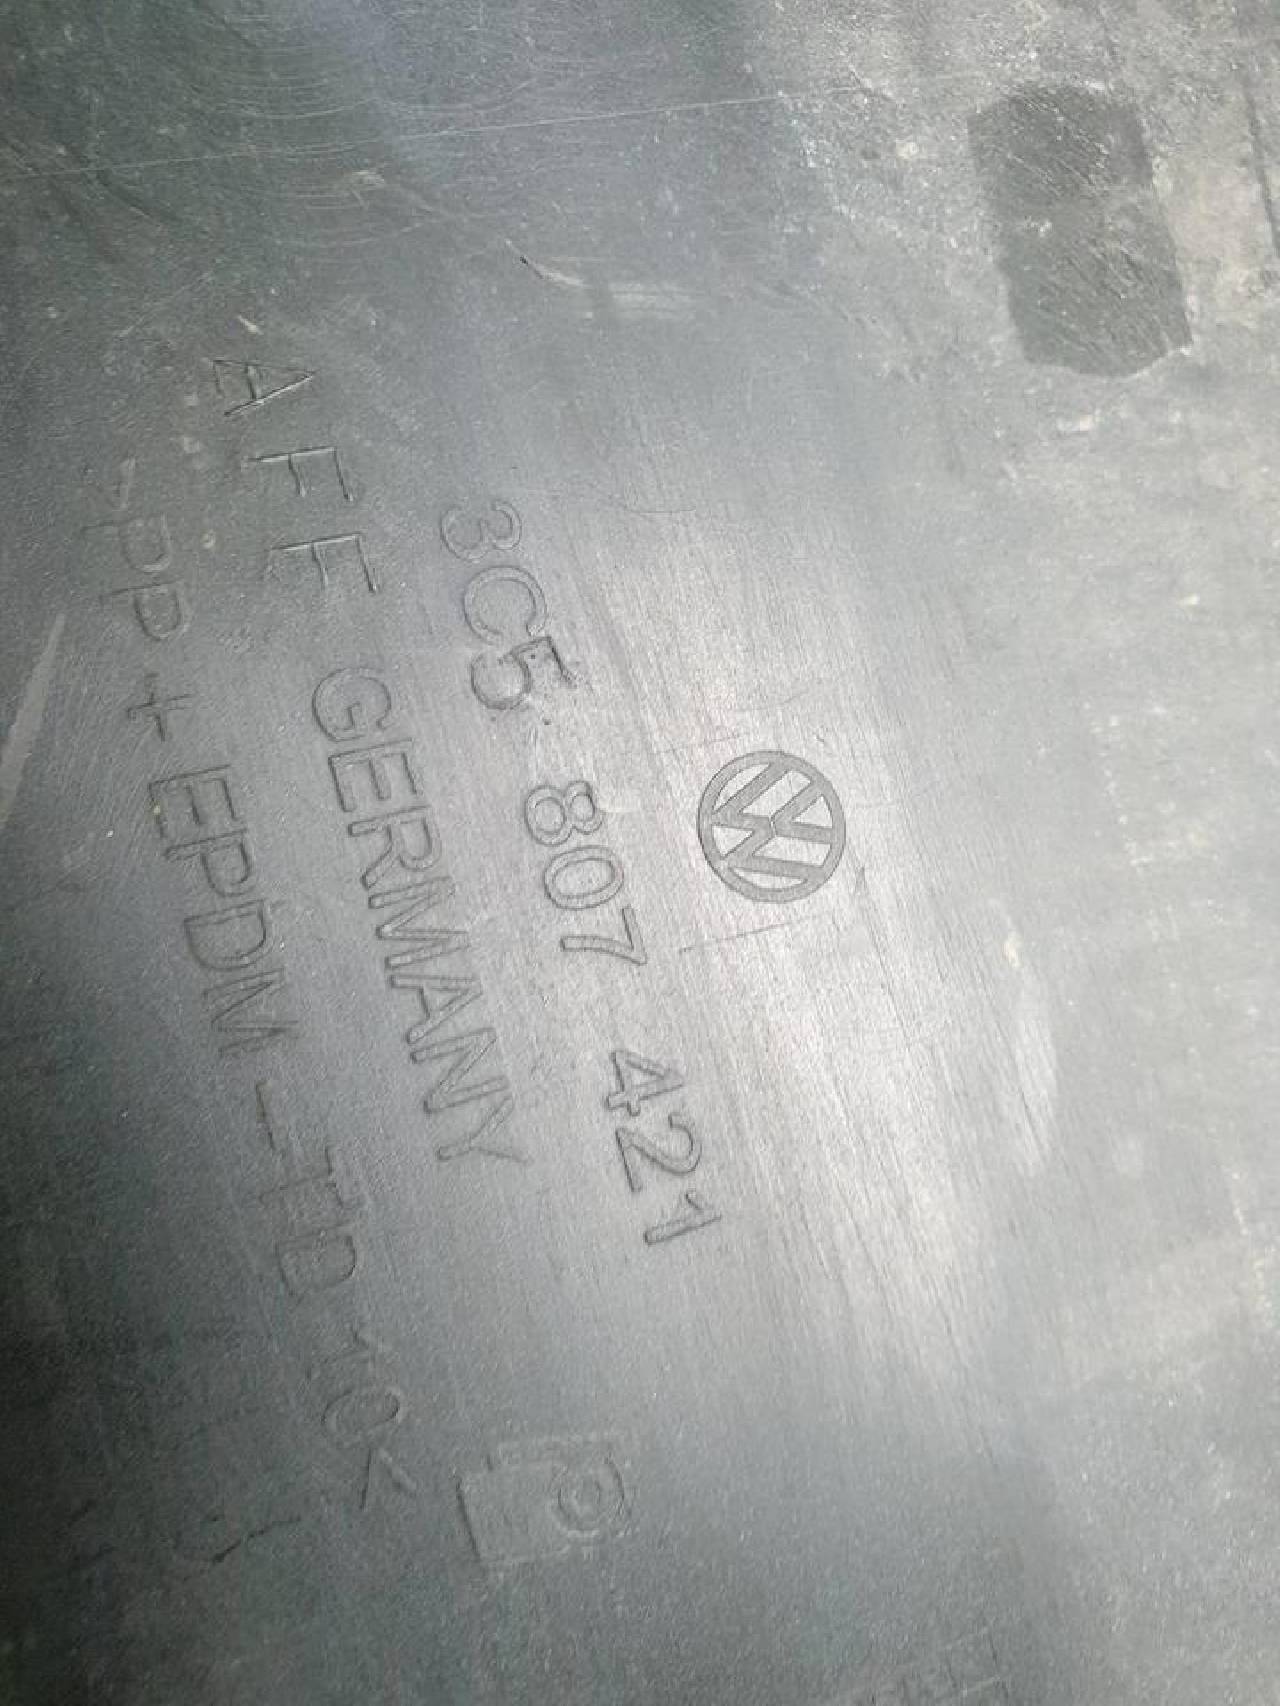 3C5 807 421
AFF GERMANY
>PP+EPDM-TD10<